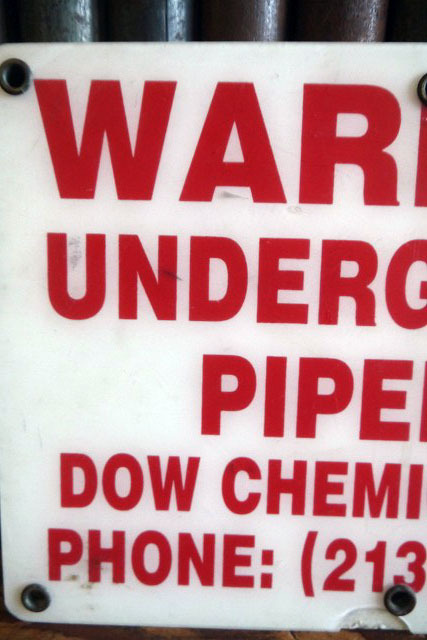 WAR
UNDERG
PIPE
DOW CHEMI
PHONE: (213